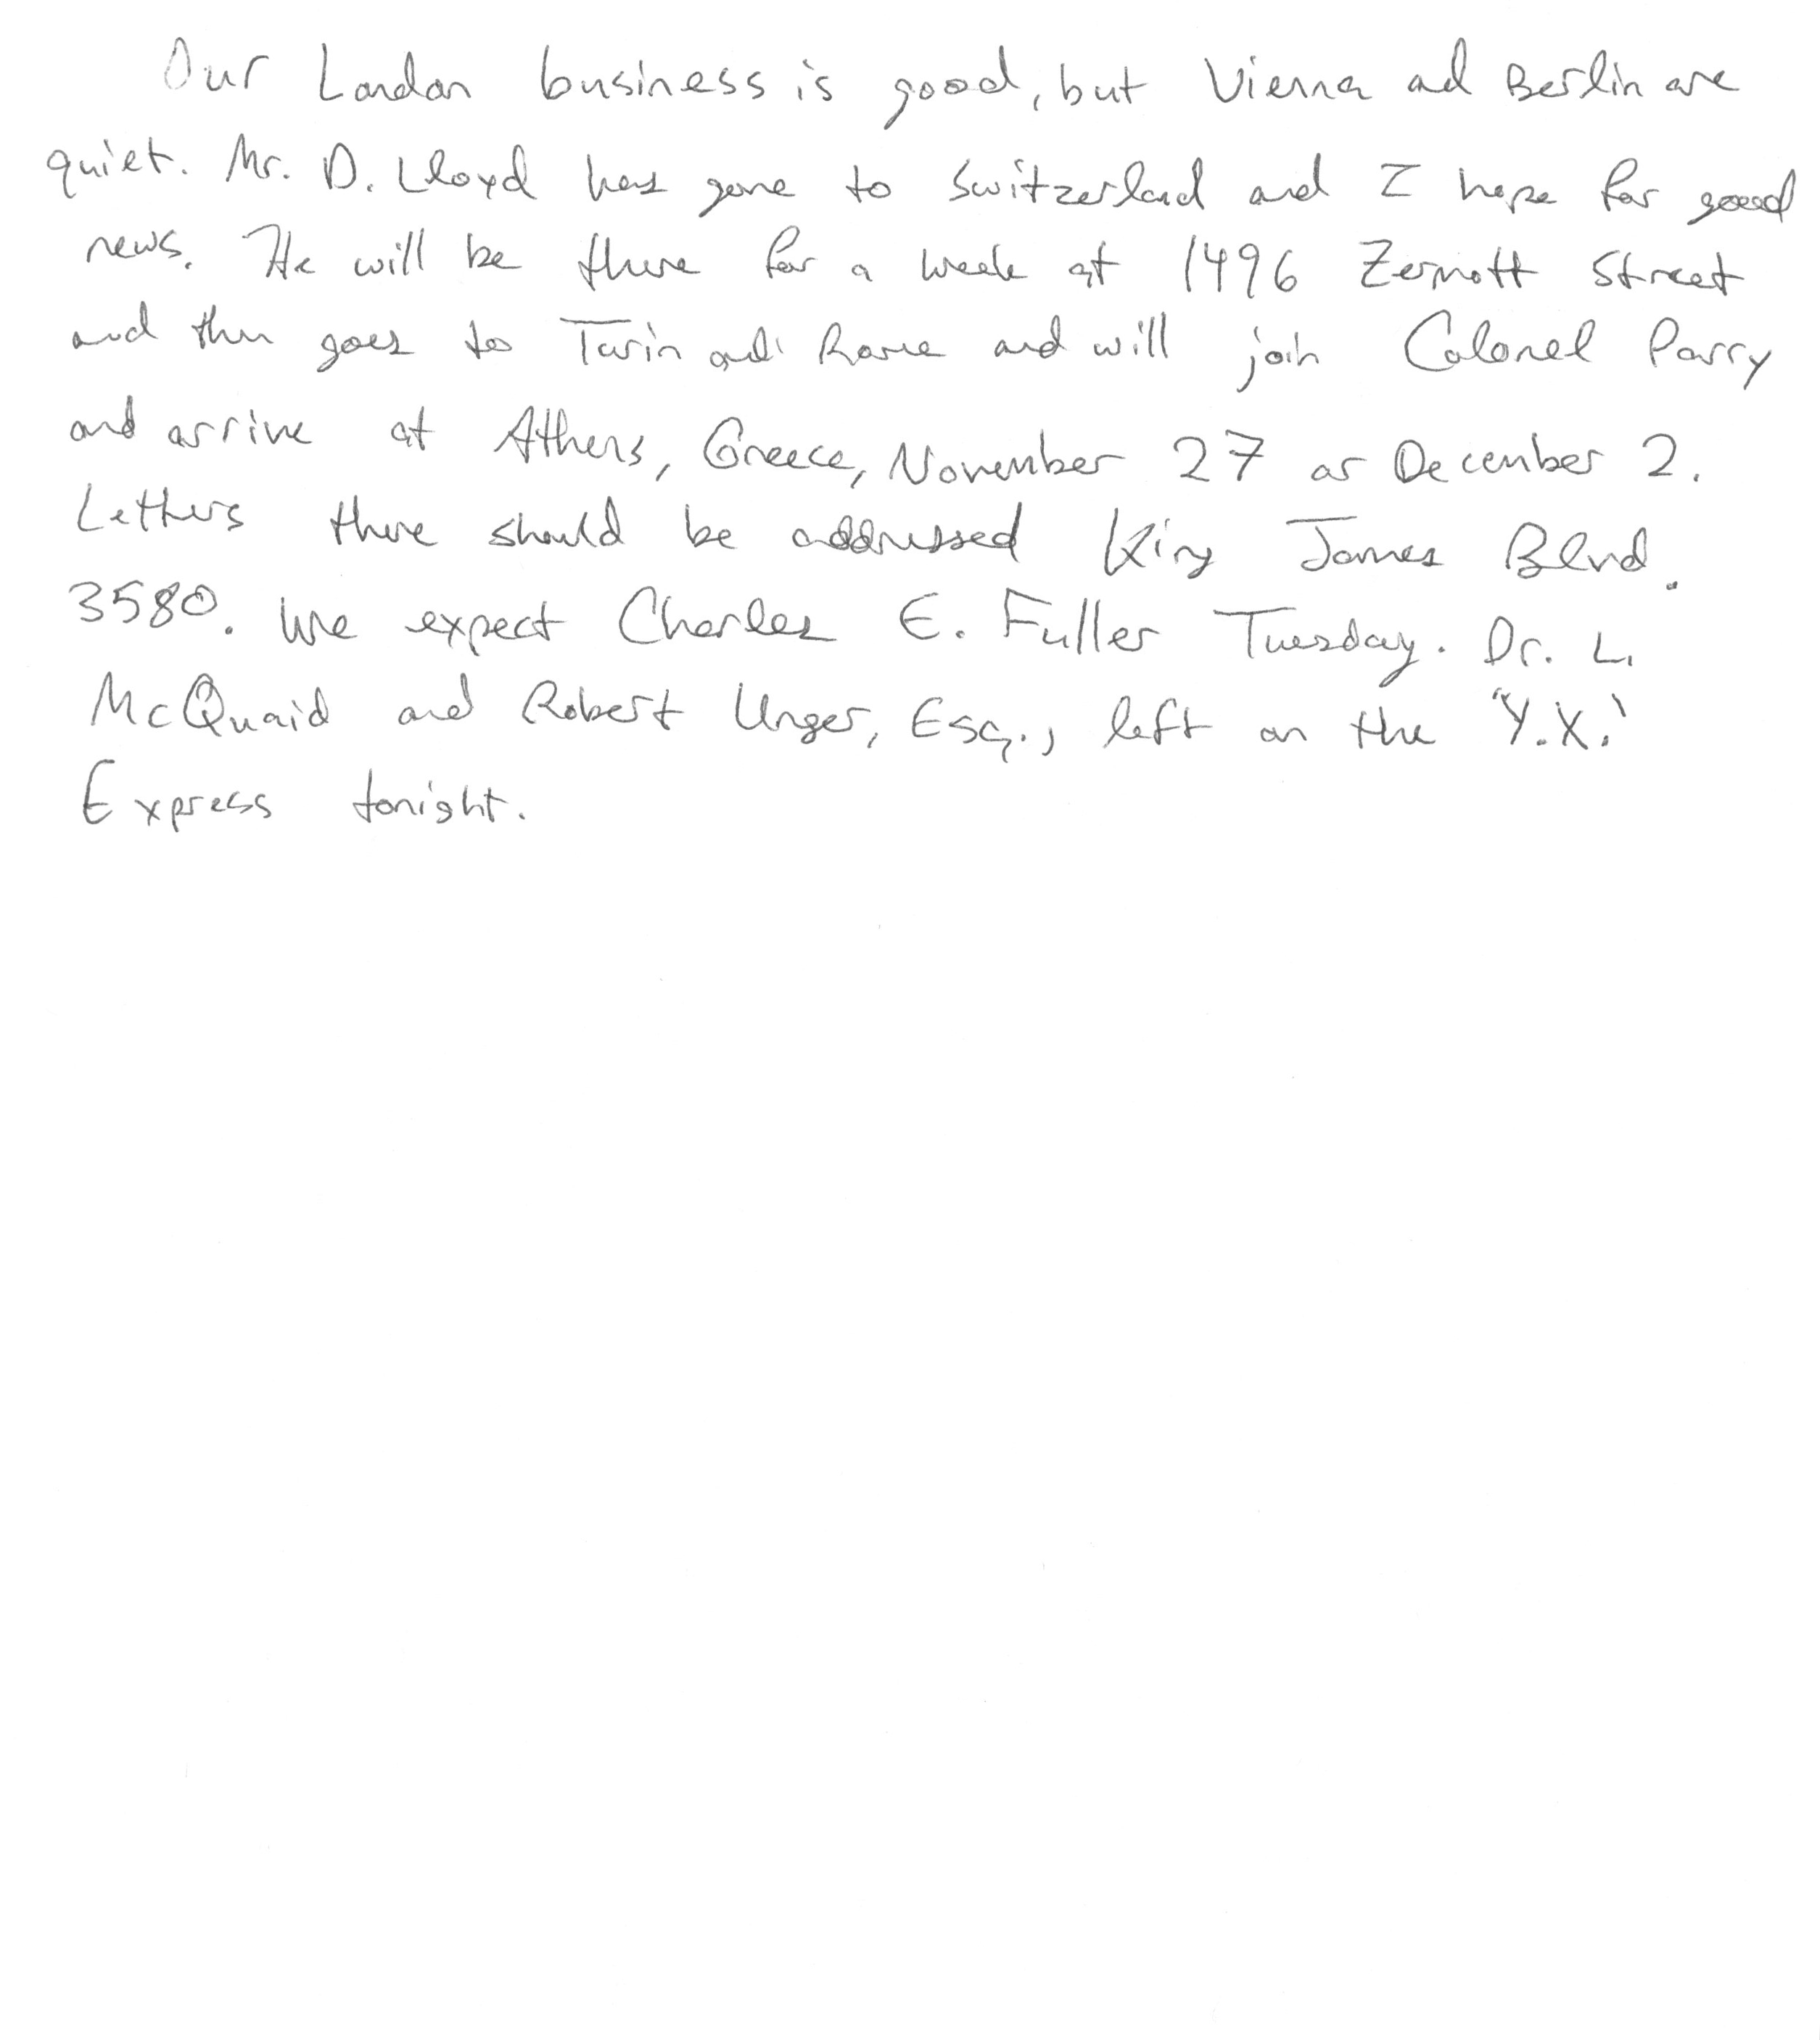 Our London business is good, but Vienna and Berlin are
quiet. Mr. D. Lloyd has gone to Switzerland and I hope for good
news. He will be there for a week at 1496 Zermott Street
and then goes to Turin and Rome and will join Colonel Parry
and arrive at Athens, Greece, November 27 or December 2.
Letters there should be addressed King James Blvd.
3580. We expect Charles E. Fuller Tuesday. Dr. L.
McQuaid and Robert Unger, Esq., left on the "Y.X."
Express tonight.